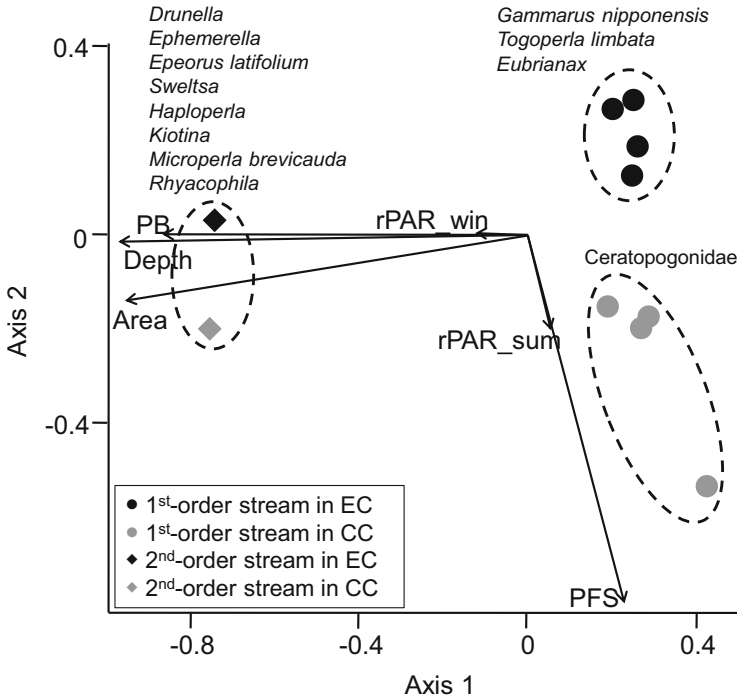 Drunella
Ephemerella
Epeorus latifolium
Sweltsa
Haploperla
Kiotina
Microperla brevicauda
Rhyacophila
Gammarus nipponensis
Togoperla limbata
Eubrianax
0.4
0
-0.4
Axis 2
PB
Depth
Area
rPAR_win
rPAR_sum
Ceratopogonidae
PFS
1st-order stream in EC
1st-order stream in CC
2nd-order stream in EC
2nd-order stream in CC
-0.8
-0.4
0
0.4
Axis 1